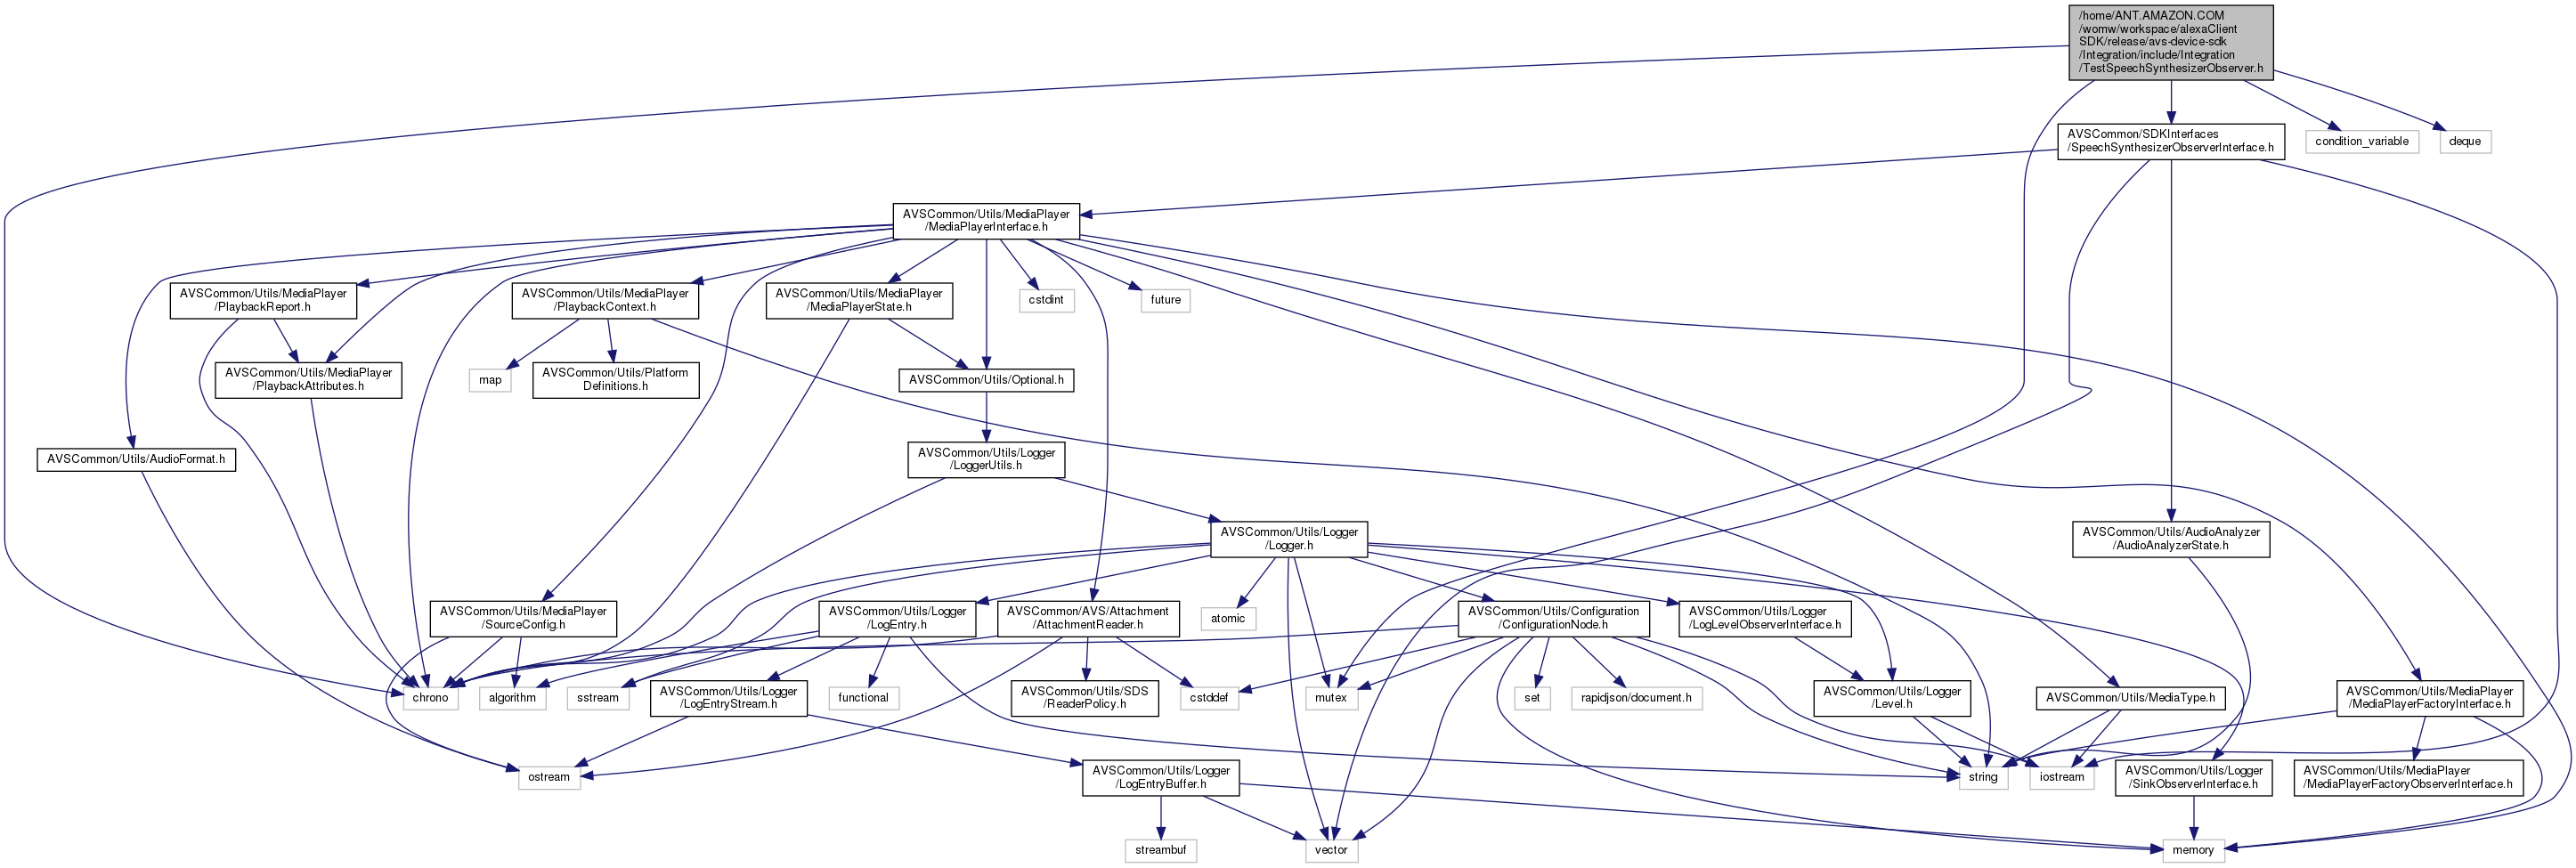 /home/ANT.AMAZON.COM
/womw/workspace/alexaClient
SDK/release/avs-device-sdk
/Integration/include/Integration
/TestSpeechSynthesizerObserver.h
AVSCommon/SDKInterfaces
/SpeechSynthesizerObserverInterface.h
condition_variable
deque
AVSCommon/Utils/MediaPlayer
/MediaPlayerInterface.h
AVSCommon/Utils/MediaPlayer
/PlaybackReport.h
AVSCommon/Utils/MediaPlayer
/PlaybackContext.h
AVSCommon/Utils/MediaPlayer
/MediaPlayerState.h
cstdint
future
AVSCommon/Utils/MediaPlayer
/PlaybackAttributes.h
map
AVSCommon/Utils/Platform
Definitions.h
AVSCommon/Utils/Optional.h
AVSCommon/Utils/AudioFormat.h
AVSCommon/Utils/Logger
/LoggerUtils.h
AVSCommon/Utils/Logger
/Logger.h
AVSCommon/Utils/AudioAnalyzer
/AudioAnalyzerState.h
AVSCommon/Utils/MediaPlayer
/SourceConfig.h
AVSCommon/Utils/Logger
/LogEntry.h
AVSCommon/AVS/Attachment
/AttachmentReader.h
atomic
AVSCommon/Utils/Configuration
/ConfigurationNode.h
AVSCommon/Utils/Logger
/LogLevelObserverInterface.h
chrono
algorithm
sstream
AVSCommon/Utils/Logger
/LogEntryStream.h
functional
AVSCommon/Utils/SDS
/ReaderPolicy.h
cstddef
mutex
set
rapidjson/document.h
AVSCommon/Utils/Logger
/Level.h
AVSCommon/Utils/MediaType.h
AVSCommon/Utils/MediaPlayer
/MediaPlayerFactoryInterface.h
ostream
AVSCommon/Utils/Logger
/LogEntryBuffer.h
string
iostream
AVSCommon/Utils/Logger
/SinkObserverInterface.h
AVSCommon/Utils/MediaPlayer
/MediaPlayerFactoryObserverInterface.h
streambuf
vector
memory